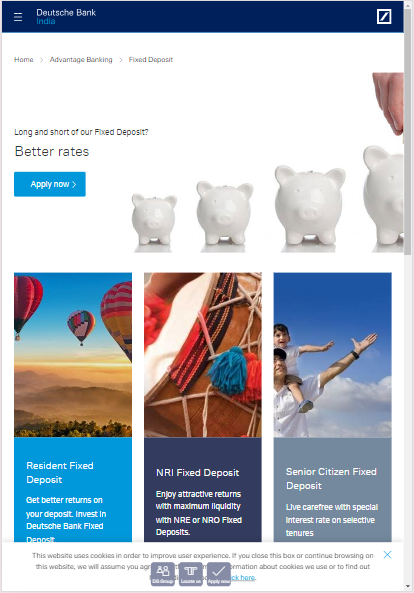 Deutsche Bank
India
Home > Advantage Banking > Fixed Deposit
Long and short of our Fixed Deposit?
Better rates
Apply now
Resident Fixed
Deposit
Get better returns on
your deposit. Invest in
Deutsche Bank Fixed
Deposit
NRI Fixed Deposit
Enjoy attractive returns
with maximum liquidity
with NRE or NRO Fixed
Deposits.
Senior Citizen Fixed
Deposit
Live carefree with special
interest rate on selective
tenures
This website uses cookies in order to improve user experience. If you close this box or continue browsing on
this website, we will assume you agree information about cookies we use or to find out
click here.
DB Group
Locate us
Apply now